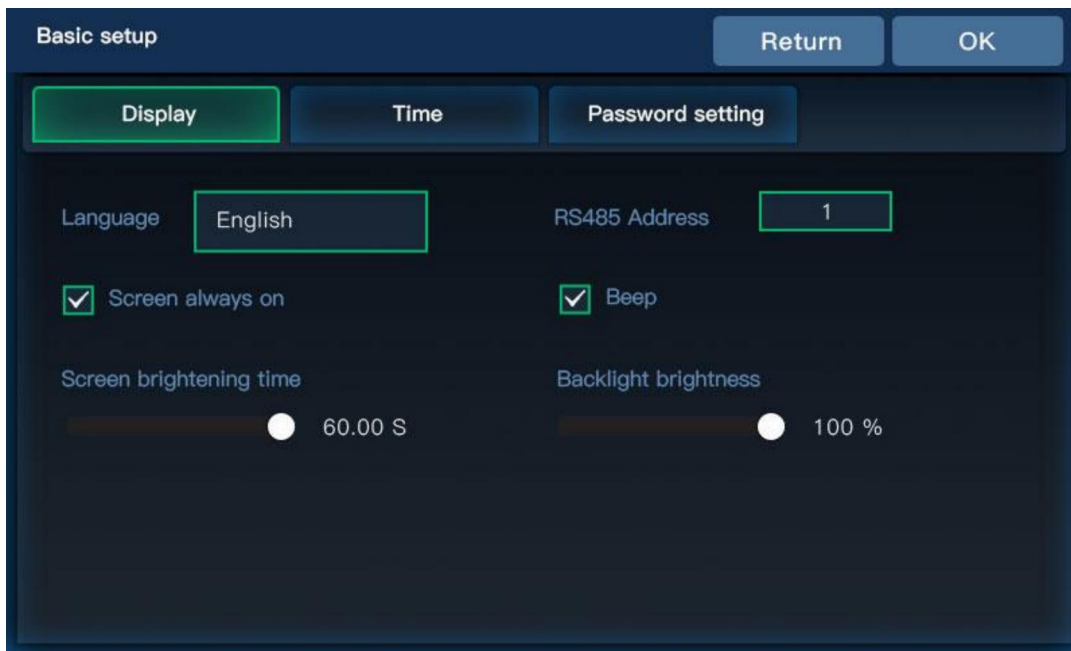 Basic setup
Return
OK
Display
Time
Password setting
Language
English
RS485 Address
1
Screen always on
Beep
Screen brightening time
Backlight brightness
60.00 S
100 %